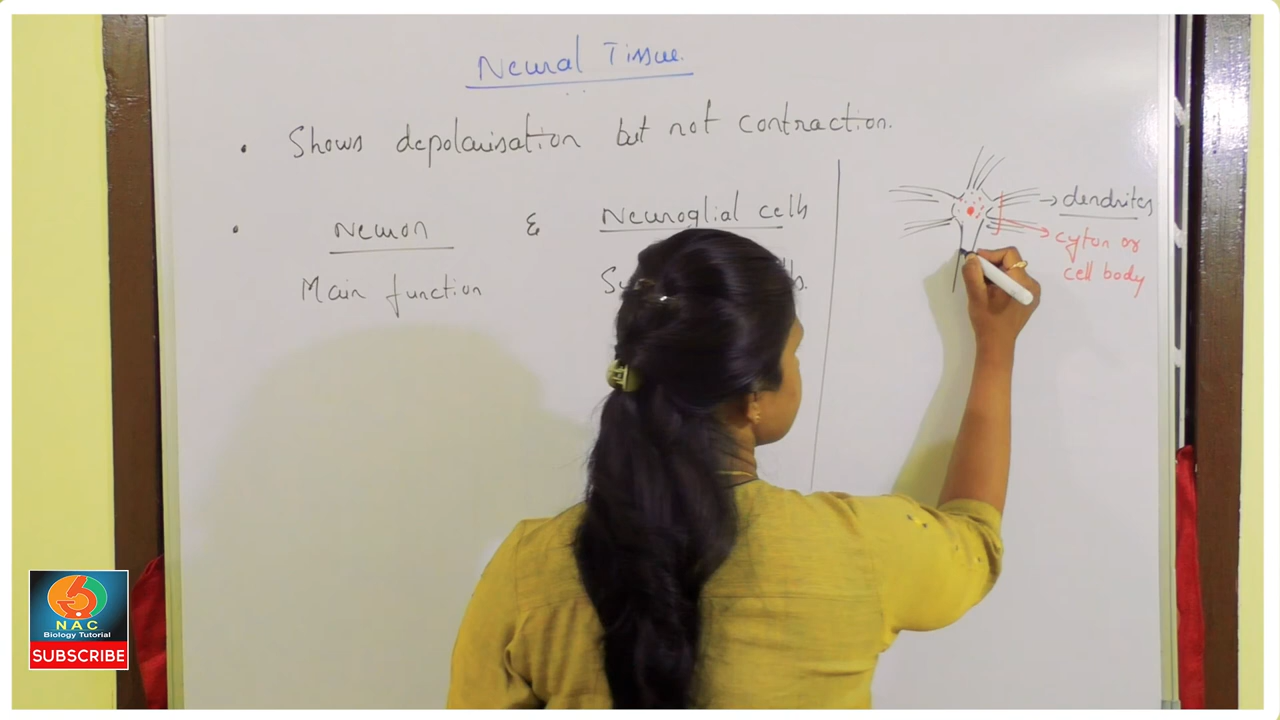 Neural Tissue.
• Shows depolarisation but not contraction.
• Neuron & Neuroglial cells
Main function
→ dendrites
cyton or
cell body
NAC
Biology Tutorial
SUBSCRIBE